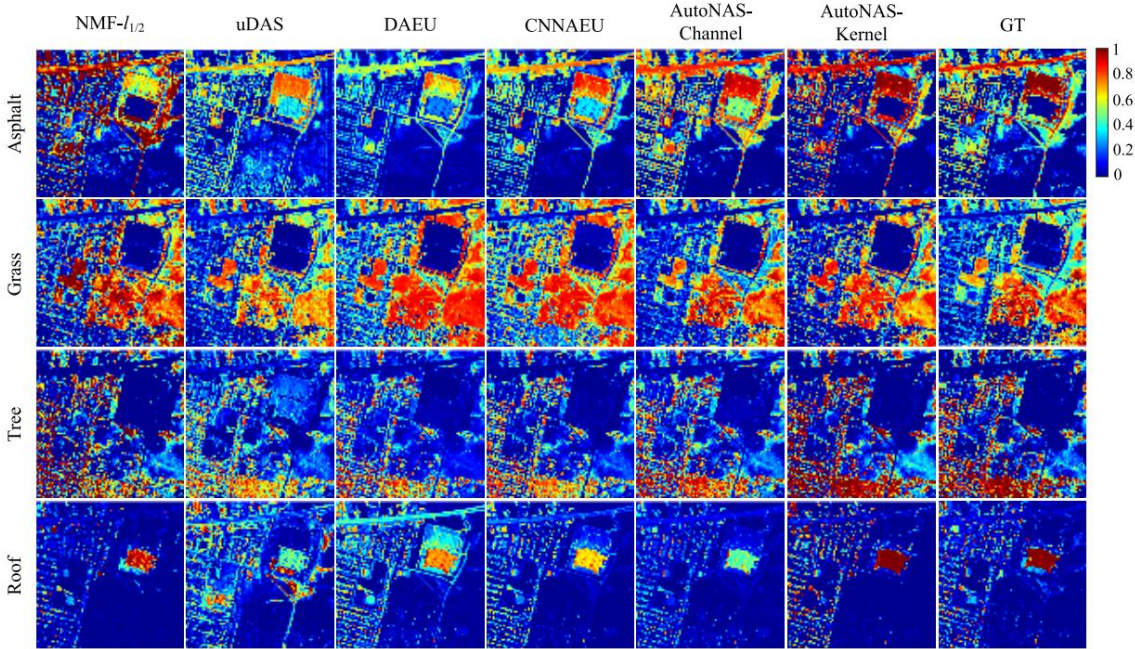 NMF-l1/2
uDAS
DAEU
CNNAEU
AutoNAS-
Channel
AutoNAS-
Kernel
GT
1
0.8
0.6
0.4
0.2
0
Asphalt
Grass
Tree
Roof